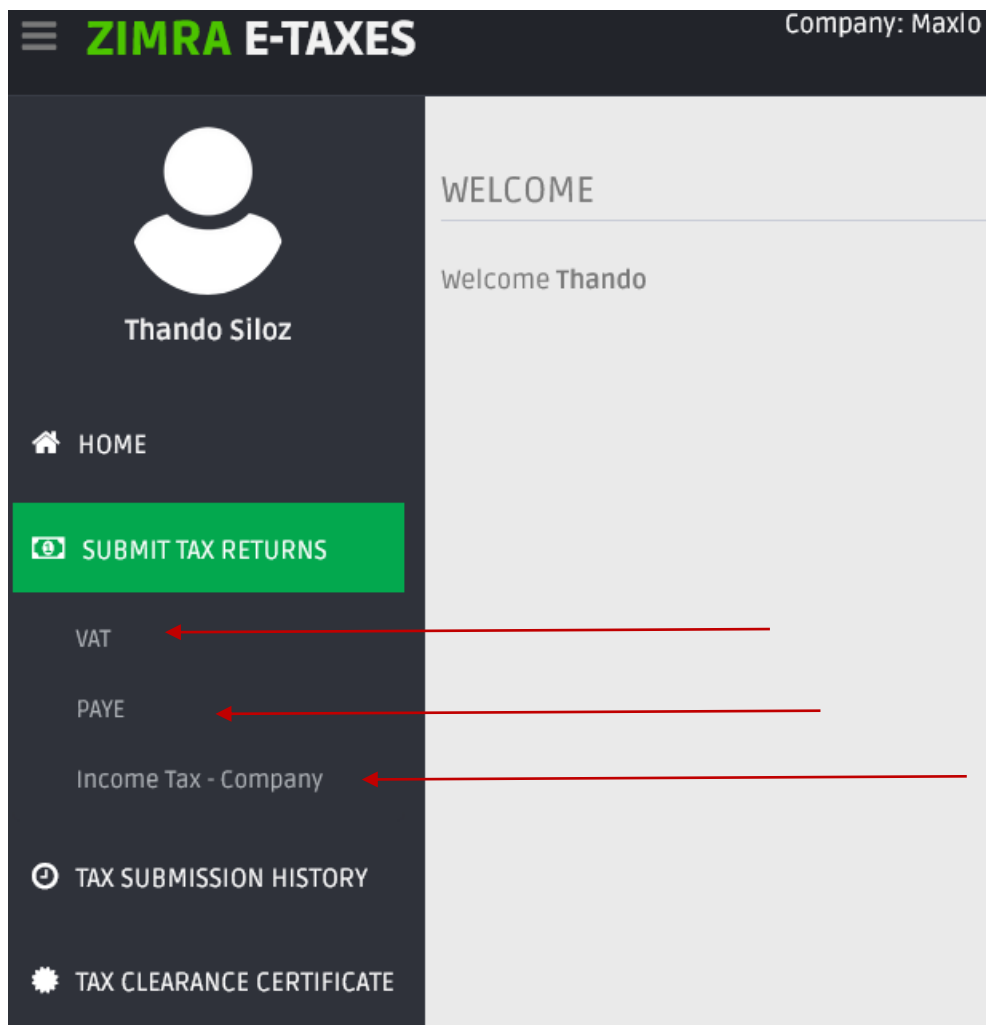 ZIMRA E-TAXES
Company: Maxlo
Thando Siloz
WELCOME
Welcome Thando
HOME
SUBMIT TAX RETURNS
VAT
PAYE
Income Tax - Company
TAX SUBMISSION HISTORY
TAX CLEARANCE CERTIFICATE